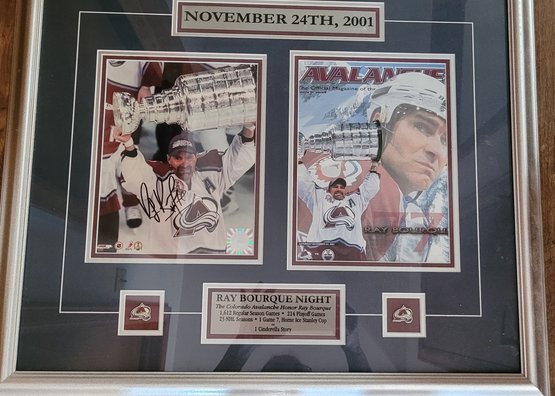 NOVEMBER 24TH, 2001
AVALANCHE
The Official Magazine of the
RAY BOURQUE
RAY BOURQUE NIGHT
The Colorado Avalanche Honor Ray Bourque
1,612 Regular Season Games • 214 Playoff Games
23 NHL Seasons • 1 Game 7, Home Ice Stanley Cup
1 Cinderella Story